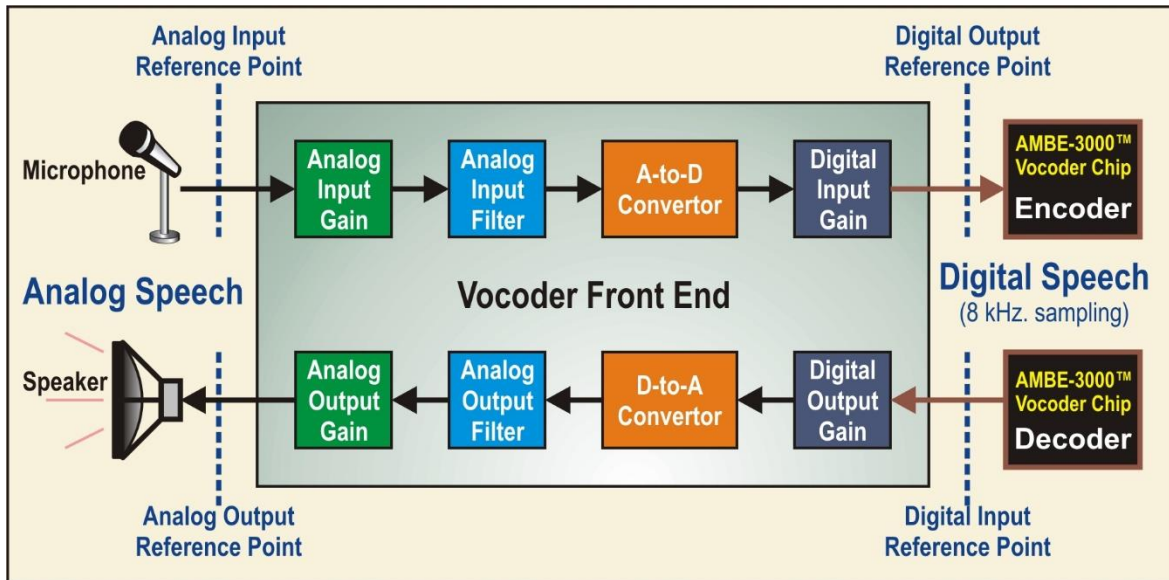 Analog Input
Reference Point
Digital Output
Reference Point
Microphone
Analog
Input
Gain
Analog
Input
Filter
A-to-D
Convertor
Digital
Input
Gain
AMBE-3000™
Vocoder Chip
Encoder
Analog Speech
Vocoder Front End
Digital Speech
(8 kHz. sampling)
Speaker
Analog
Output
Gain
Analog
Output
Filter
D-to-A
Convertor
Digital
Output
Gain
AMBE-3000™
Vocoder Chip
Decoder
Analog Output
Reference Point
Digital Input
Reference Point